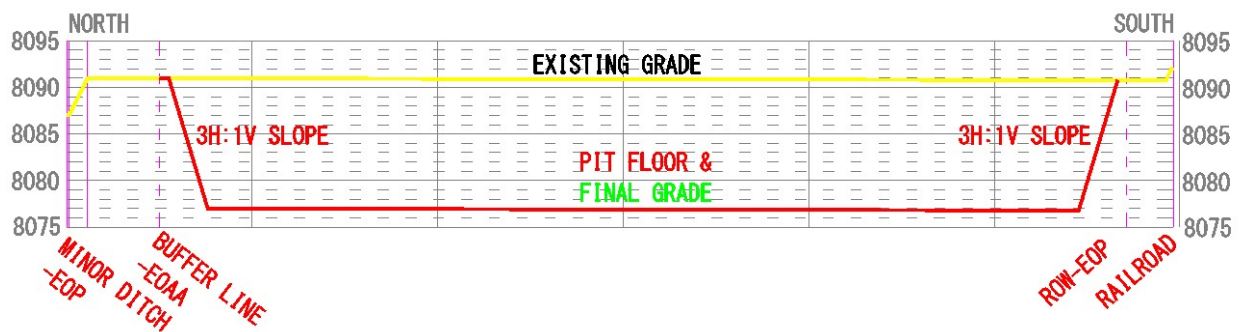 NORTH
SOUTH
8095
8095
EXISTING GRADE
8090
8090
3H:1V SLOPE
3H:1V SLOPE
8085
8085
PIT FLOOR &
FINAL GRADE
8080
8080
8075
8075
MINOR DITCH
-EOP
BUFFER LINE
-EOAA
ROW-EOP
RAILROAD